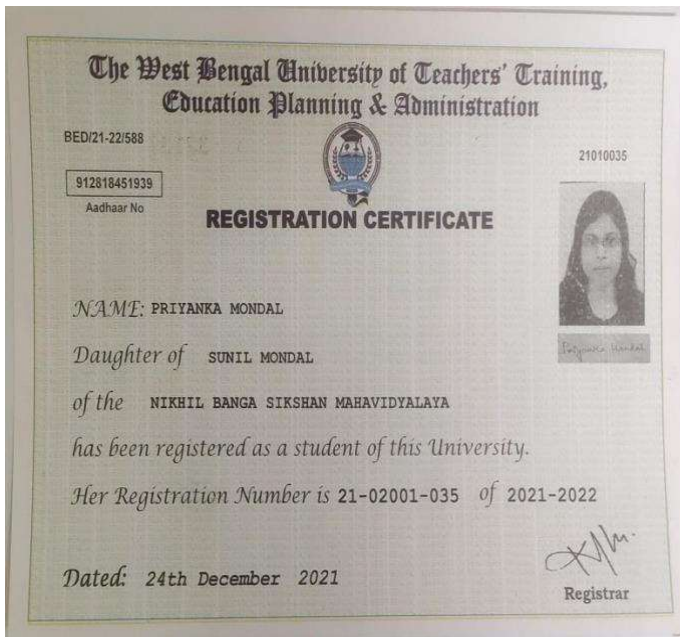 The West Bengal University of Teachers' Training,
Education Planning & Administration
BED/21-22/588
21010035
912818451939
Aadhaar No
REGISTRATION CERTIFICATE
NAME: PRIYANKA MONDAL
Priyanka Mondal
Daughter of SUNIL MONDAL
of the NIKHIL BANGA SIKSHAN MAHAVIDYALAYA
has been registered as a student of this University.
Her Registration Number is 21-02001-035 of 2021-2022
Dated: 24th December 2021
Registrar